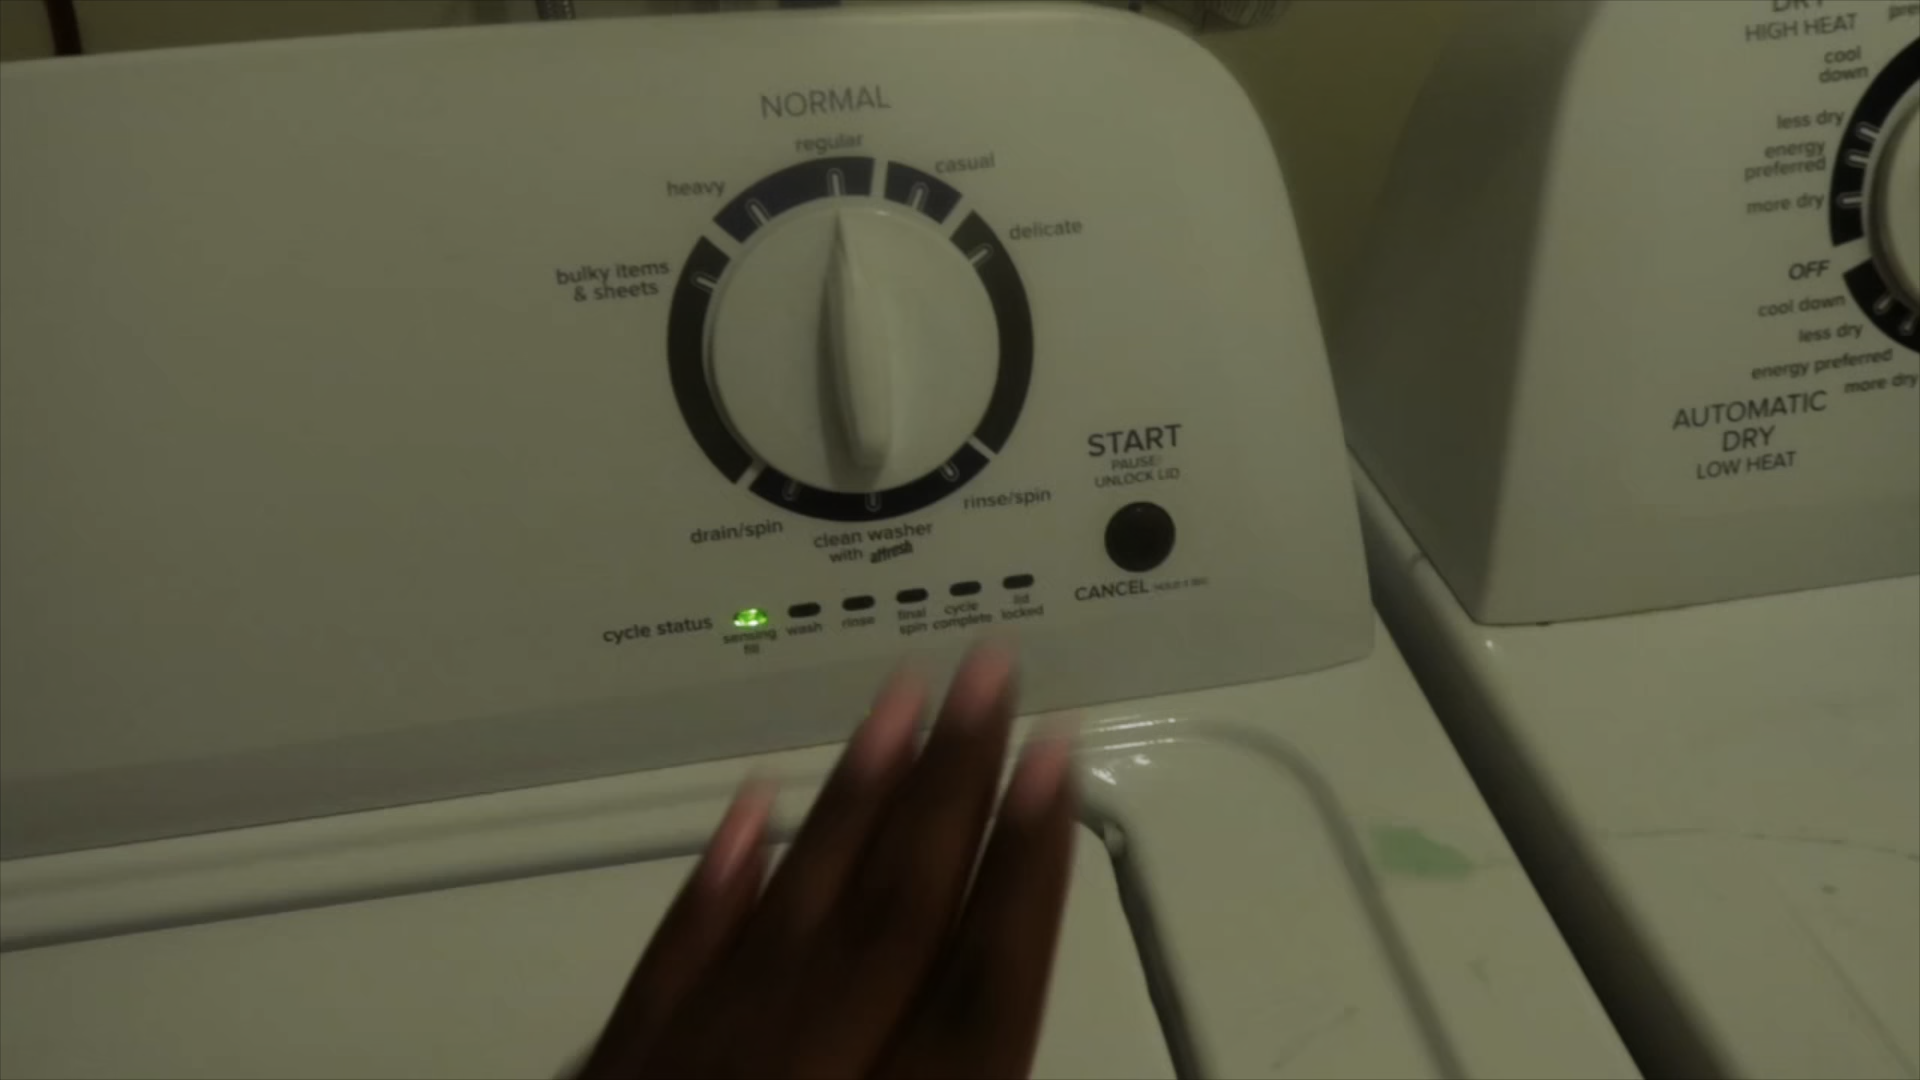 NORMAL
regular
casual
heavy
delicate
bulky items
& sheets
START
PAUSE/
UNLOCK LID
rinse/spin
drain/spin
clean washer
with affresh
CANCEL
cycle status
sensing
fill
wash
rinse
final
spin
cycle
complete
lid
locked
DRY
HIGH HEAT
cool
down
less dry
energy
preferred
more dry
OFF
cool down
less dry
energy preferred
more dry
AUTOMATIC
DRY
LOW HEAT